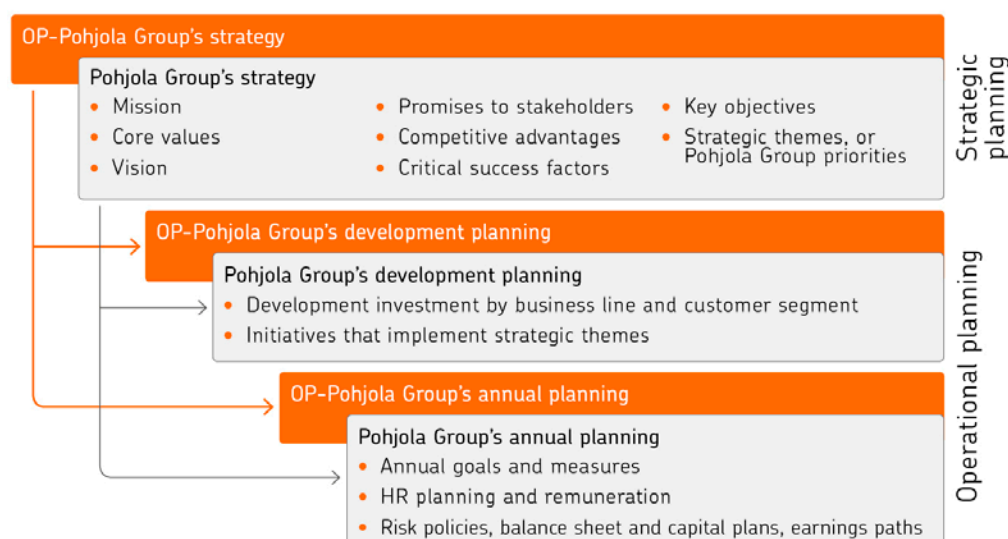 OP-Pohjola Group's strategy
Pohjola Group's strategy
• Mission
• Core values
• Vision
• Promises to stakeholders
• Competitive advantages
• Critical success factors
• Key objectives
• Strategic themes, or
Pohjola Group priorities
Strategic
planning
OP-Pohjola Group's development planning
Pohjola Group's development planning
• Development investment by business line and customer segment
• Initiatives that implement strategic themes
OP-Pohjola Group's annual planning
Pohjola Group's annual planning
• Annual goals and measures
• HR planning and remuneration
• Risk policies, balance sheet and capital plans, earnings paths
Operational planning